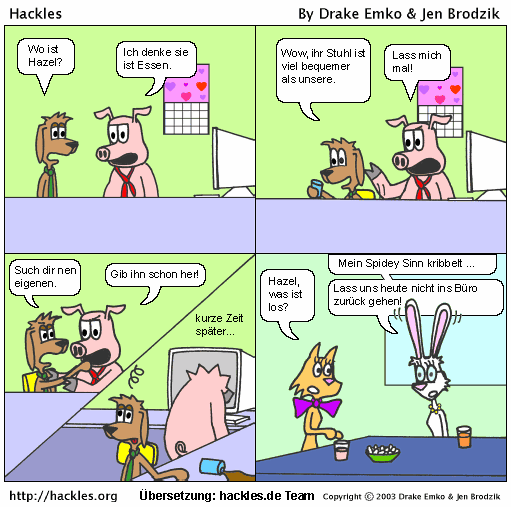 Hackles
By Drake Emko & Jen Brodzik
Wo ist
Hazel?
Ich denke sie
ist Essen.
Wow, ihr Stuhl ist
viel bequemer
als unsere.
Lass mich
mal!
Such dir nen
eigenen.
Gib ihn schon her!
kurze Zeit
später...
Hazel,
was ist
los?
Mein Spidey Sinn kribbelt ...
Lass uns heute nicht ins Büro
zurück gehen!
http://hackles.org
Übersetzung: hackles.de Team
Copyright © 2003 Drake Emko & Jen Brodzik